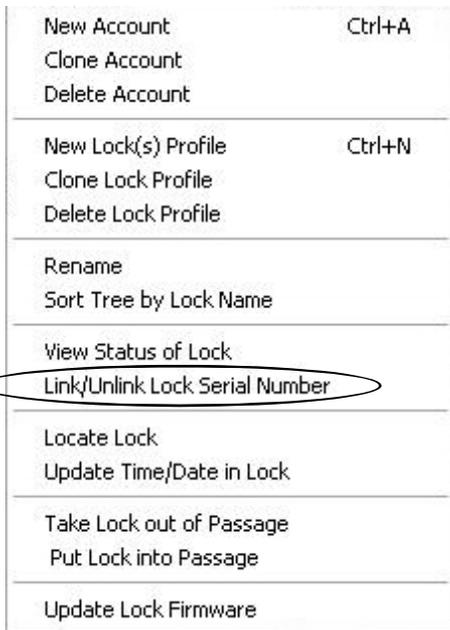 New Account Ctrl+A
Clone Account
Delete Account
New Lock(s) Profile Ctrl+N
Clone Lock Profile
Delete Lock Profile
Rename
Sort Tree by Lock Name
View Status of Lock
Link/Unlink Lock Serial Number
Locate Lock
Update Time/Date in Lock
Take Lock out of Passage
Put Lock into Passage
Update Lock Firmware